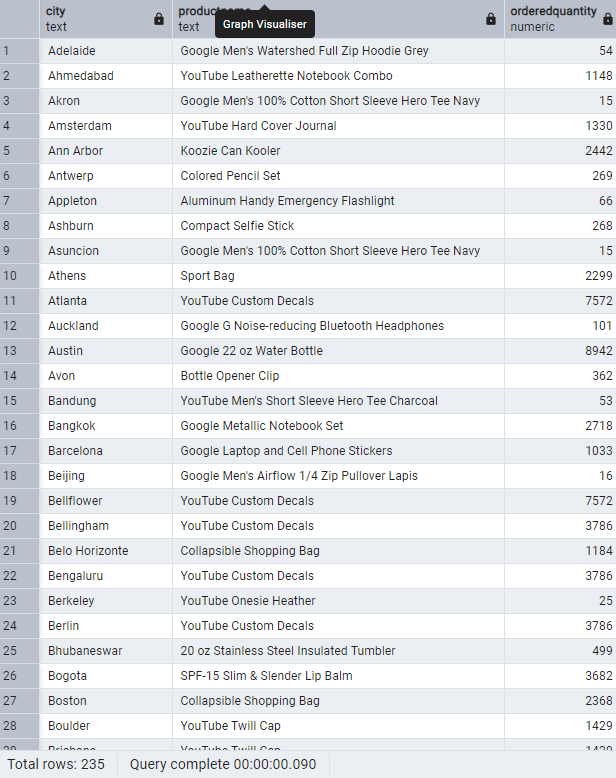 city productname orderedquantity
text text numeric
Graph Visualiser
1 Adelaide Google Men's Watershed Full Zip Hoodie Grey 54
2 Ahmedabad YouTube Leatherette Notebook Combo 1148
3 Akron Google Men's 100% Cotton Short Sleeve Hero Tee Navy 15
4 Amsterdam YouTube Hard Cover Journal 1330
5 Ann Arbor Koozie Can Kooler 2442
6 Antwerp Colored Pencil Set 269
7 Appleton Aluminum Handy Emergency Flashlight 66
8 Ashburn Compact Selfie Stick 268
9 Asuncion Google Men's 100% Cotton Short Sleeve Hero Tee Navy 15
10 Athens Sport Bag 2299
11 Atlanta YouTube Custom Decals 7572
12 Auckland Google G Noise-reducing Bluetooth Headphones 101
13 Austin Google 22 oz Water Bottle 8942
14 Avon Bottle Opener Clip 362
15 Bandung YouTube Men's Short Sleeve Hero Tee Charcoal 53
16 Bangkok Google Metallic Notebook Set 2718
17 Barcelona Google Laptop and Cell Phone Stickers 1033
18 Beijing Google Men's Airflow 1/4 Zip Pullover Lapis 16
19 Bellflower YouTube Custom Decals 7572
20 Bellingham YouTube Custom Decals 3786
21 Belo Horizonte Collapsible Shopping Bag 1184
22 Bengaluru YouTube Custom Decals 3786
23 Berkeley YouTube Onesie Heather 25
24 Berlin YouTube Custom Decals 3786
25 Bhubaneswar 20 oz Stainless Steel Insulated Tumbler 499
26 Bogota SPF-15 Slim & Slender Lip Balm 3682
27 Boston Collapsible Shopping Bag 2368
28 Boulder YouTube Twill Cap 1429
29 Brisbane YouTube Twill Cap 1429
Total rows: 235 Query complete 00:00:00.090